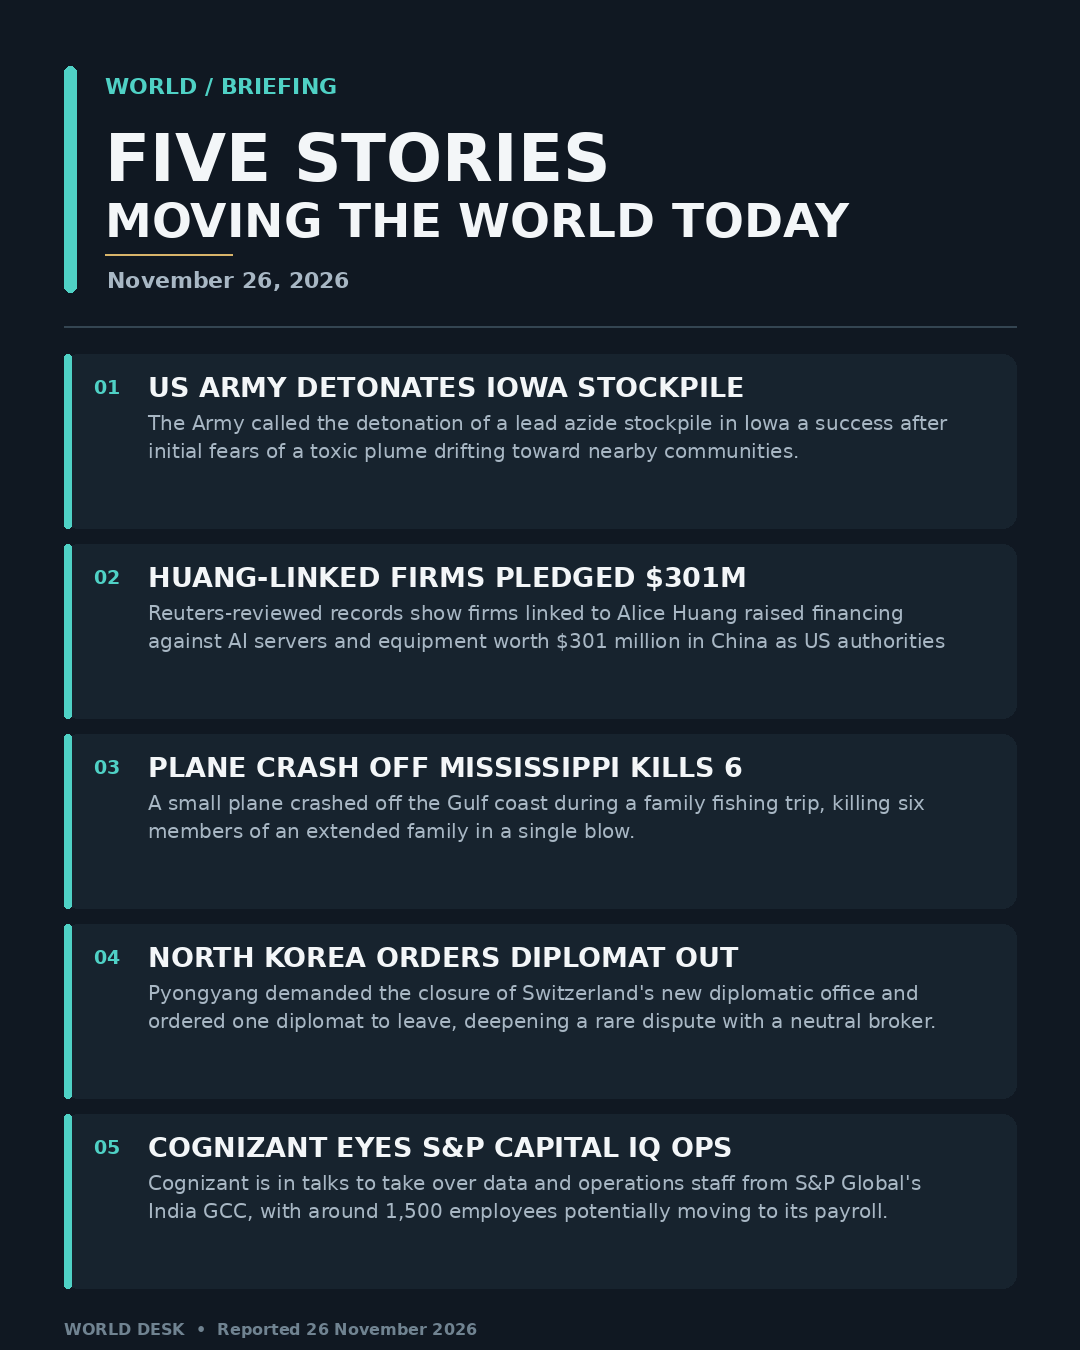 WORLD / BRIEFING
FIVE STORIES
MOVING THE WORLD TODAY
November 26, 2026
01 US ARMY DETONATES IOWA STOCKPILE
The Army called the detonation of a lead azide stockpile in Iowa a success after
initial fears of a toxic plume drifting toward nearby communities.
02 HUANG-LINKED FIRMS PLEDGED $301M
Reuters-reviewed records show firms linked to Alice Huang raised financing
against AI servers and equipment worth $301 million in China as US authorities
03 PLANE CRASH OFF MISSISSIPPI KILLS 6
A small plane crashed off the Gulf coast during a family fishing trip, killing six
members of an extended family in a single blow.
04 NORTH KOREA ORDERS DIPLOMAT OUT
Pyongyang demanded the closure of Switzerland's new diplomatic office and
ordered one diplomat to leave, deepening a rare dispute with a neutral broker.
05 COGNIZANT EYES S&P CAPITAL IQ OPS
Cognizant is in talks to take over data and operations staff from S&P Global's
India GCC, with around 1,500 employees potentially moving to its payroll.
WORLD DESK • Reported 26 November 2026